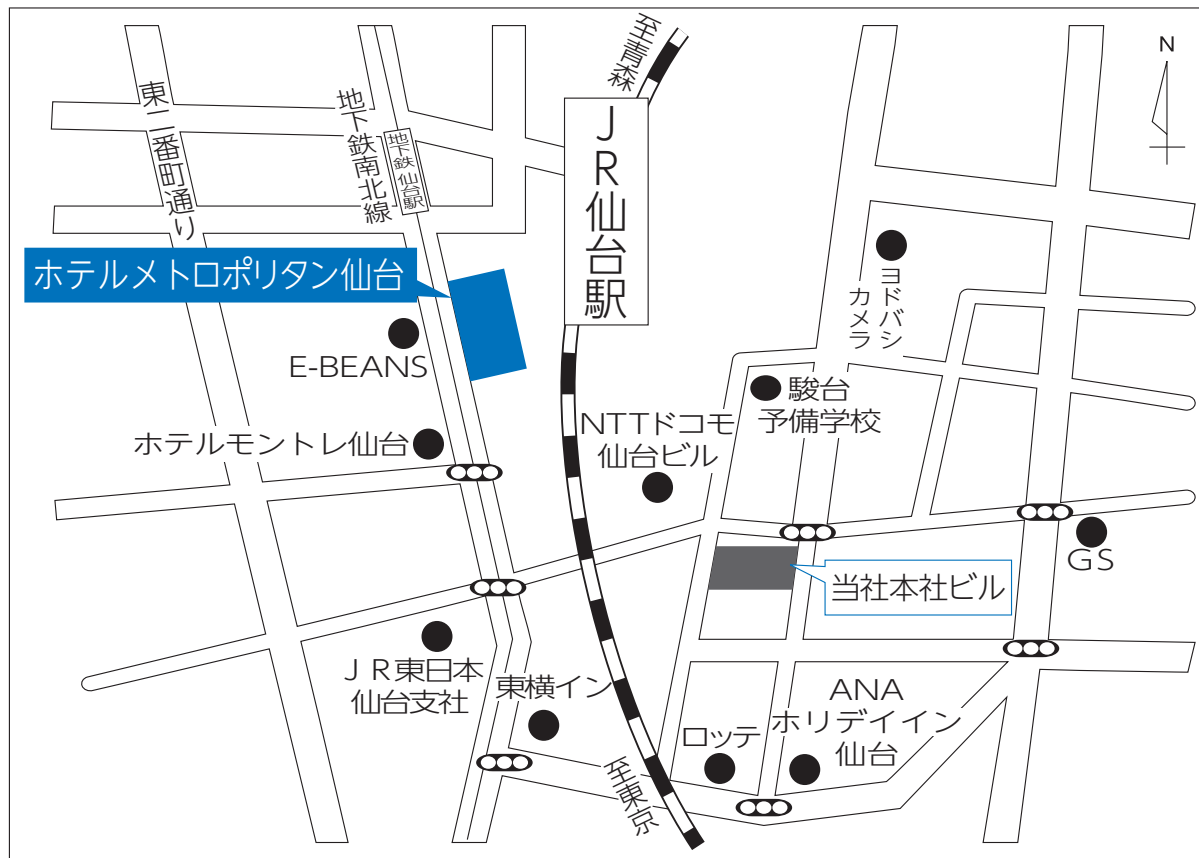 至青森
N
東二番町通り
地下鉄南北線
地下鉄仙台駅
ＪＲ仙台駅
ホテルメトロポリタン仙台
ヨドバシ
カメラ
E-BEANS
駿台
予備学校
NTTドコモ
仙台ビル
ホテルモントレ仙台
GS
当社本社ビル
ＪＲ東日本
仙台支社
東横イン
ロッテ
ANA
ホリデイイン
仙台
至東京